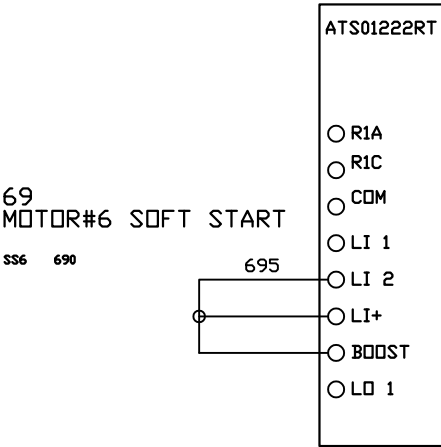 ATS01222RT
R1A
R1C
COM
69
MOTOR#6 SOFT START
SS6 690
LI 1
695
LI 2
LI+
BOOST
LO 1